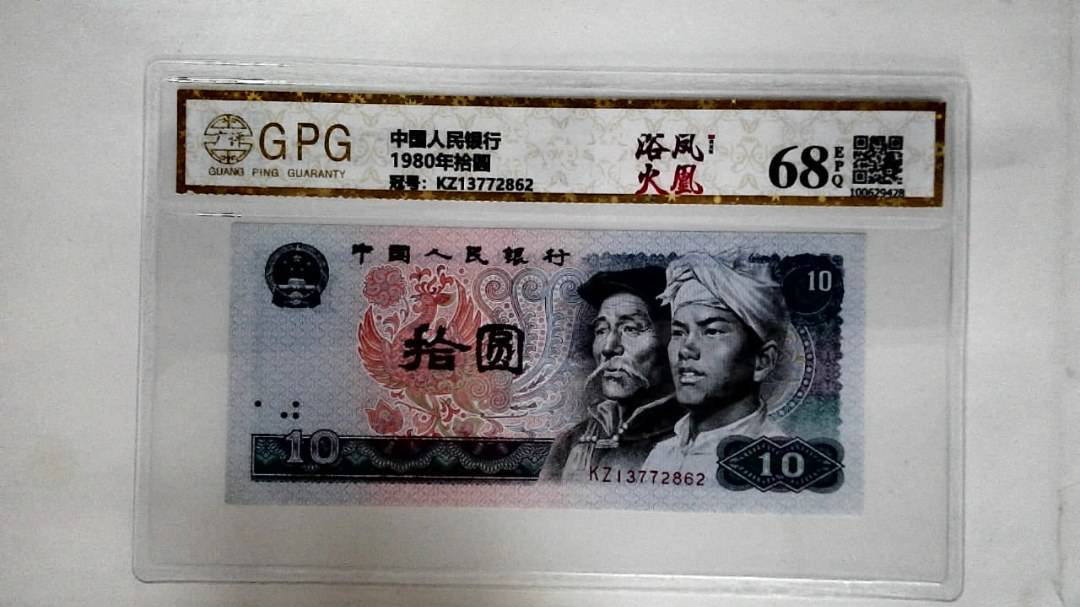 广评
GPG
GUANG PING GUARANTY
中国人民银行
1980年拾圆
冠号：KZ13772862
浴凤
火凰
68
EPQ
100629428
中国人民银行
10
拾圆
10
KZ13772862
10